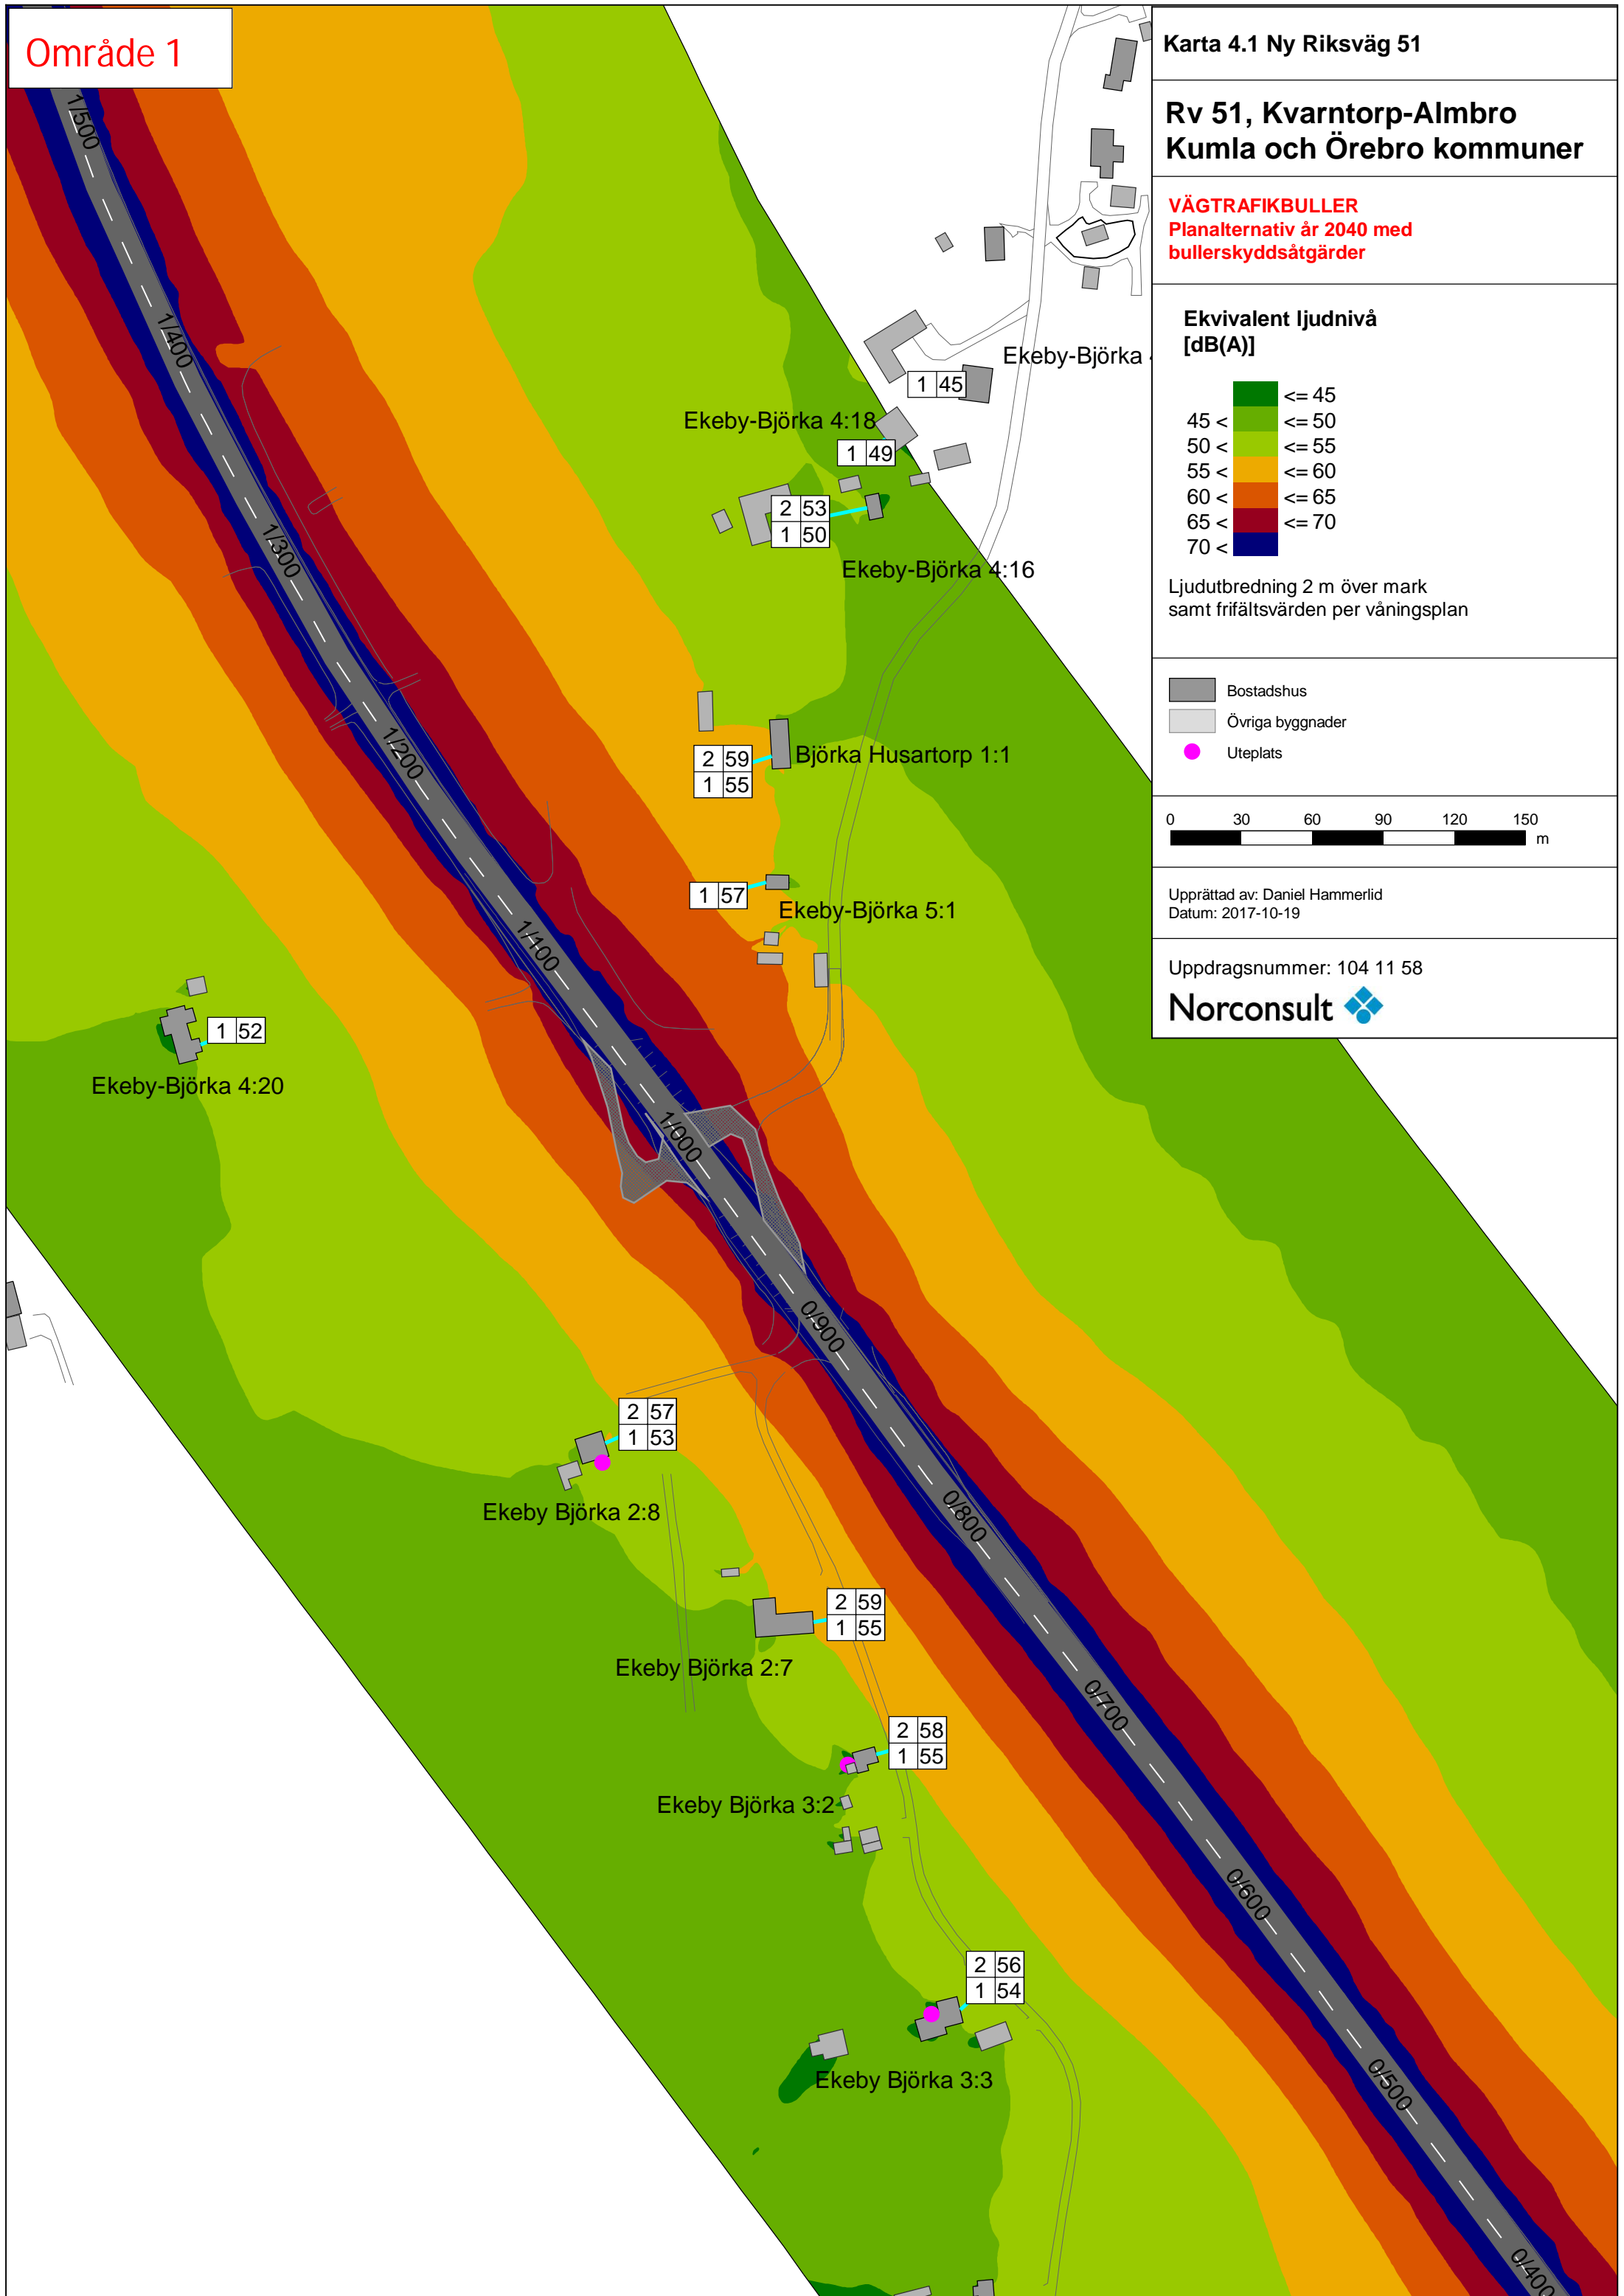 Område 1
Karta 4.1 Ny Riksväg 51
Rv 51, Kvarntorp-Almbro
Kumla och Örebro kommuner
VÄGTRAFIKBULLER
Planalternativ år 2040 med
bullerskyddsåtgärder
Ekvivalent ljudnivå
[dB(A)]
<= 45
45 < <= 50
50 < <= 55
55 < <= 60
60 < <= 65
65 < <= 70
70 <
Ljudutbredning 2 m över mark
samt frifältsvärden per våningsplan
Bostadshus
Övriga byggnader
Uteplats
0 30 60 90 120 150
m
Upprättad av: Daniel Hammerlid
Datum: 2017-10-19
Uppdragsnummer: 104 11 58
Norconsult
1/500
1/400
1/300
1/200
1/100
1/000
0/900
0/800
0/700
0/600
0/500
0/400
Ekeby-Björka
1 45
Ekeby-Björka 4:18
1 49
2 53
1 50
Ekeby-Björka 4:16
2 59
1 55
Björka Husartorp 1:1
1 57
Ekeby-Björka 5:1
1 52
Ekeby-Björka 4:20
2 57
1 53
Ekeby Björka 2:8
2 59
1 55
Ekeby Björka 2:7
2 58
1 55
Ekeby Björka 3:2
2 56
1 54
Ekeby Björka 3:3